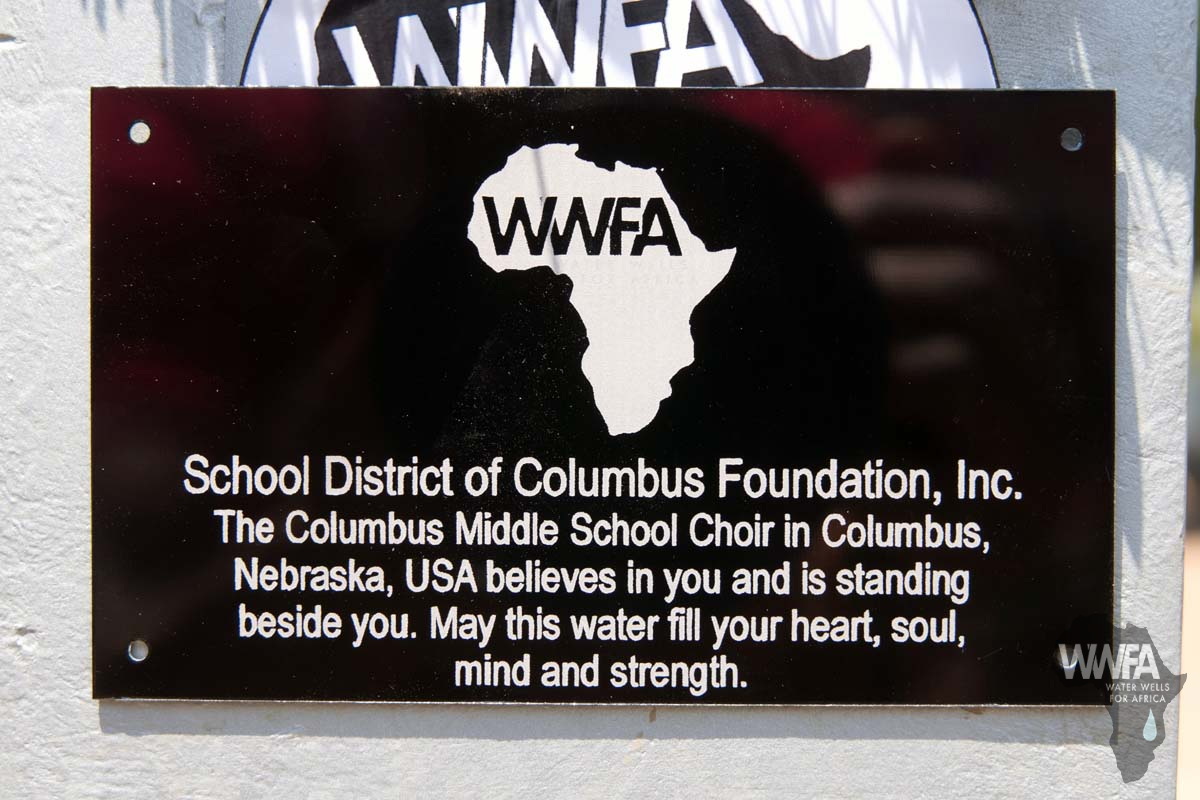 WWFA
WWFA
School District of Columbus Foundation, Inc.
The Columbus Middle School Choir in Columbus,
Nebraska, USA believes in you and is standing
beside you. May this water fill your heart, soul,
mind and strength.
WWFA
WATER WELLS
FOR AFRICA